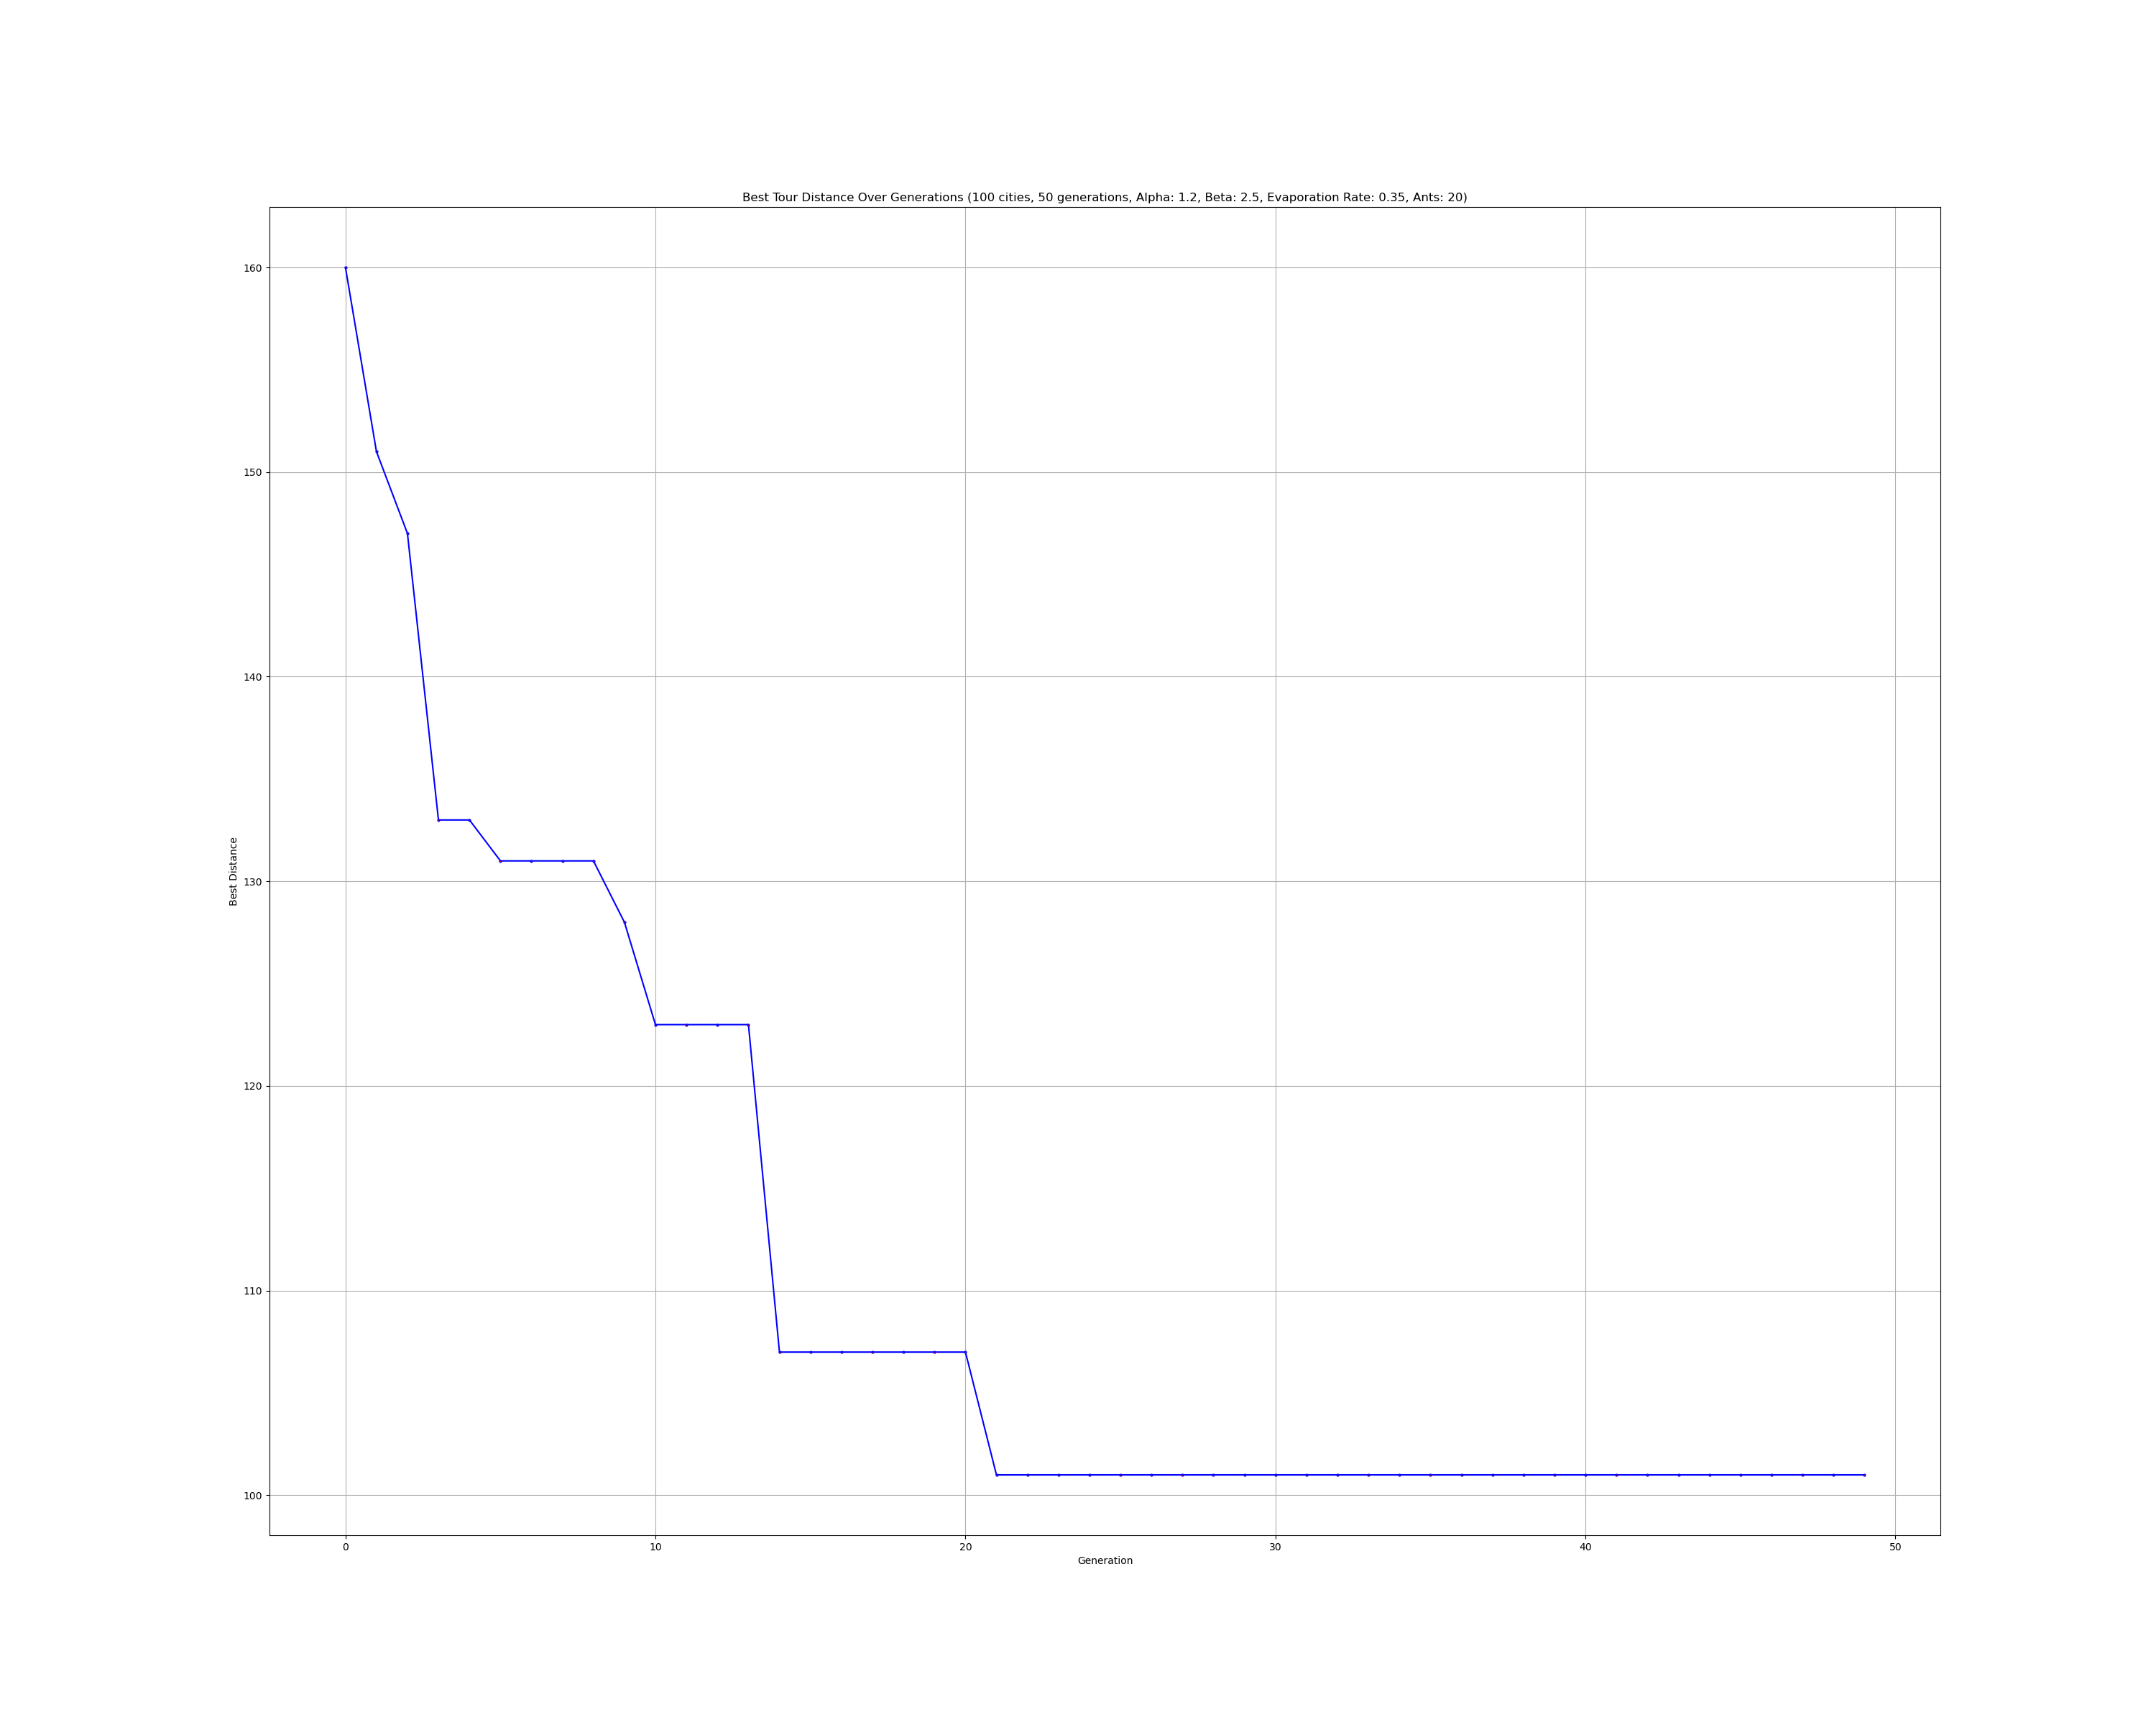 Best Tour Distance Over Generations (100 cities, 50 generations, Alpha: 1.2, Beta: 2.5, Evaporation Rate: 0.35, Ants: 20)
160
150
140
130
120
110
100
Best Distance
0 10 20 30 40 50
Generation